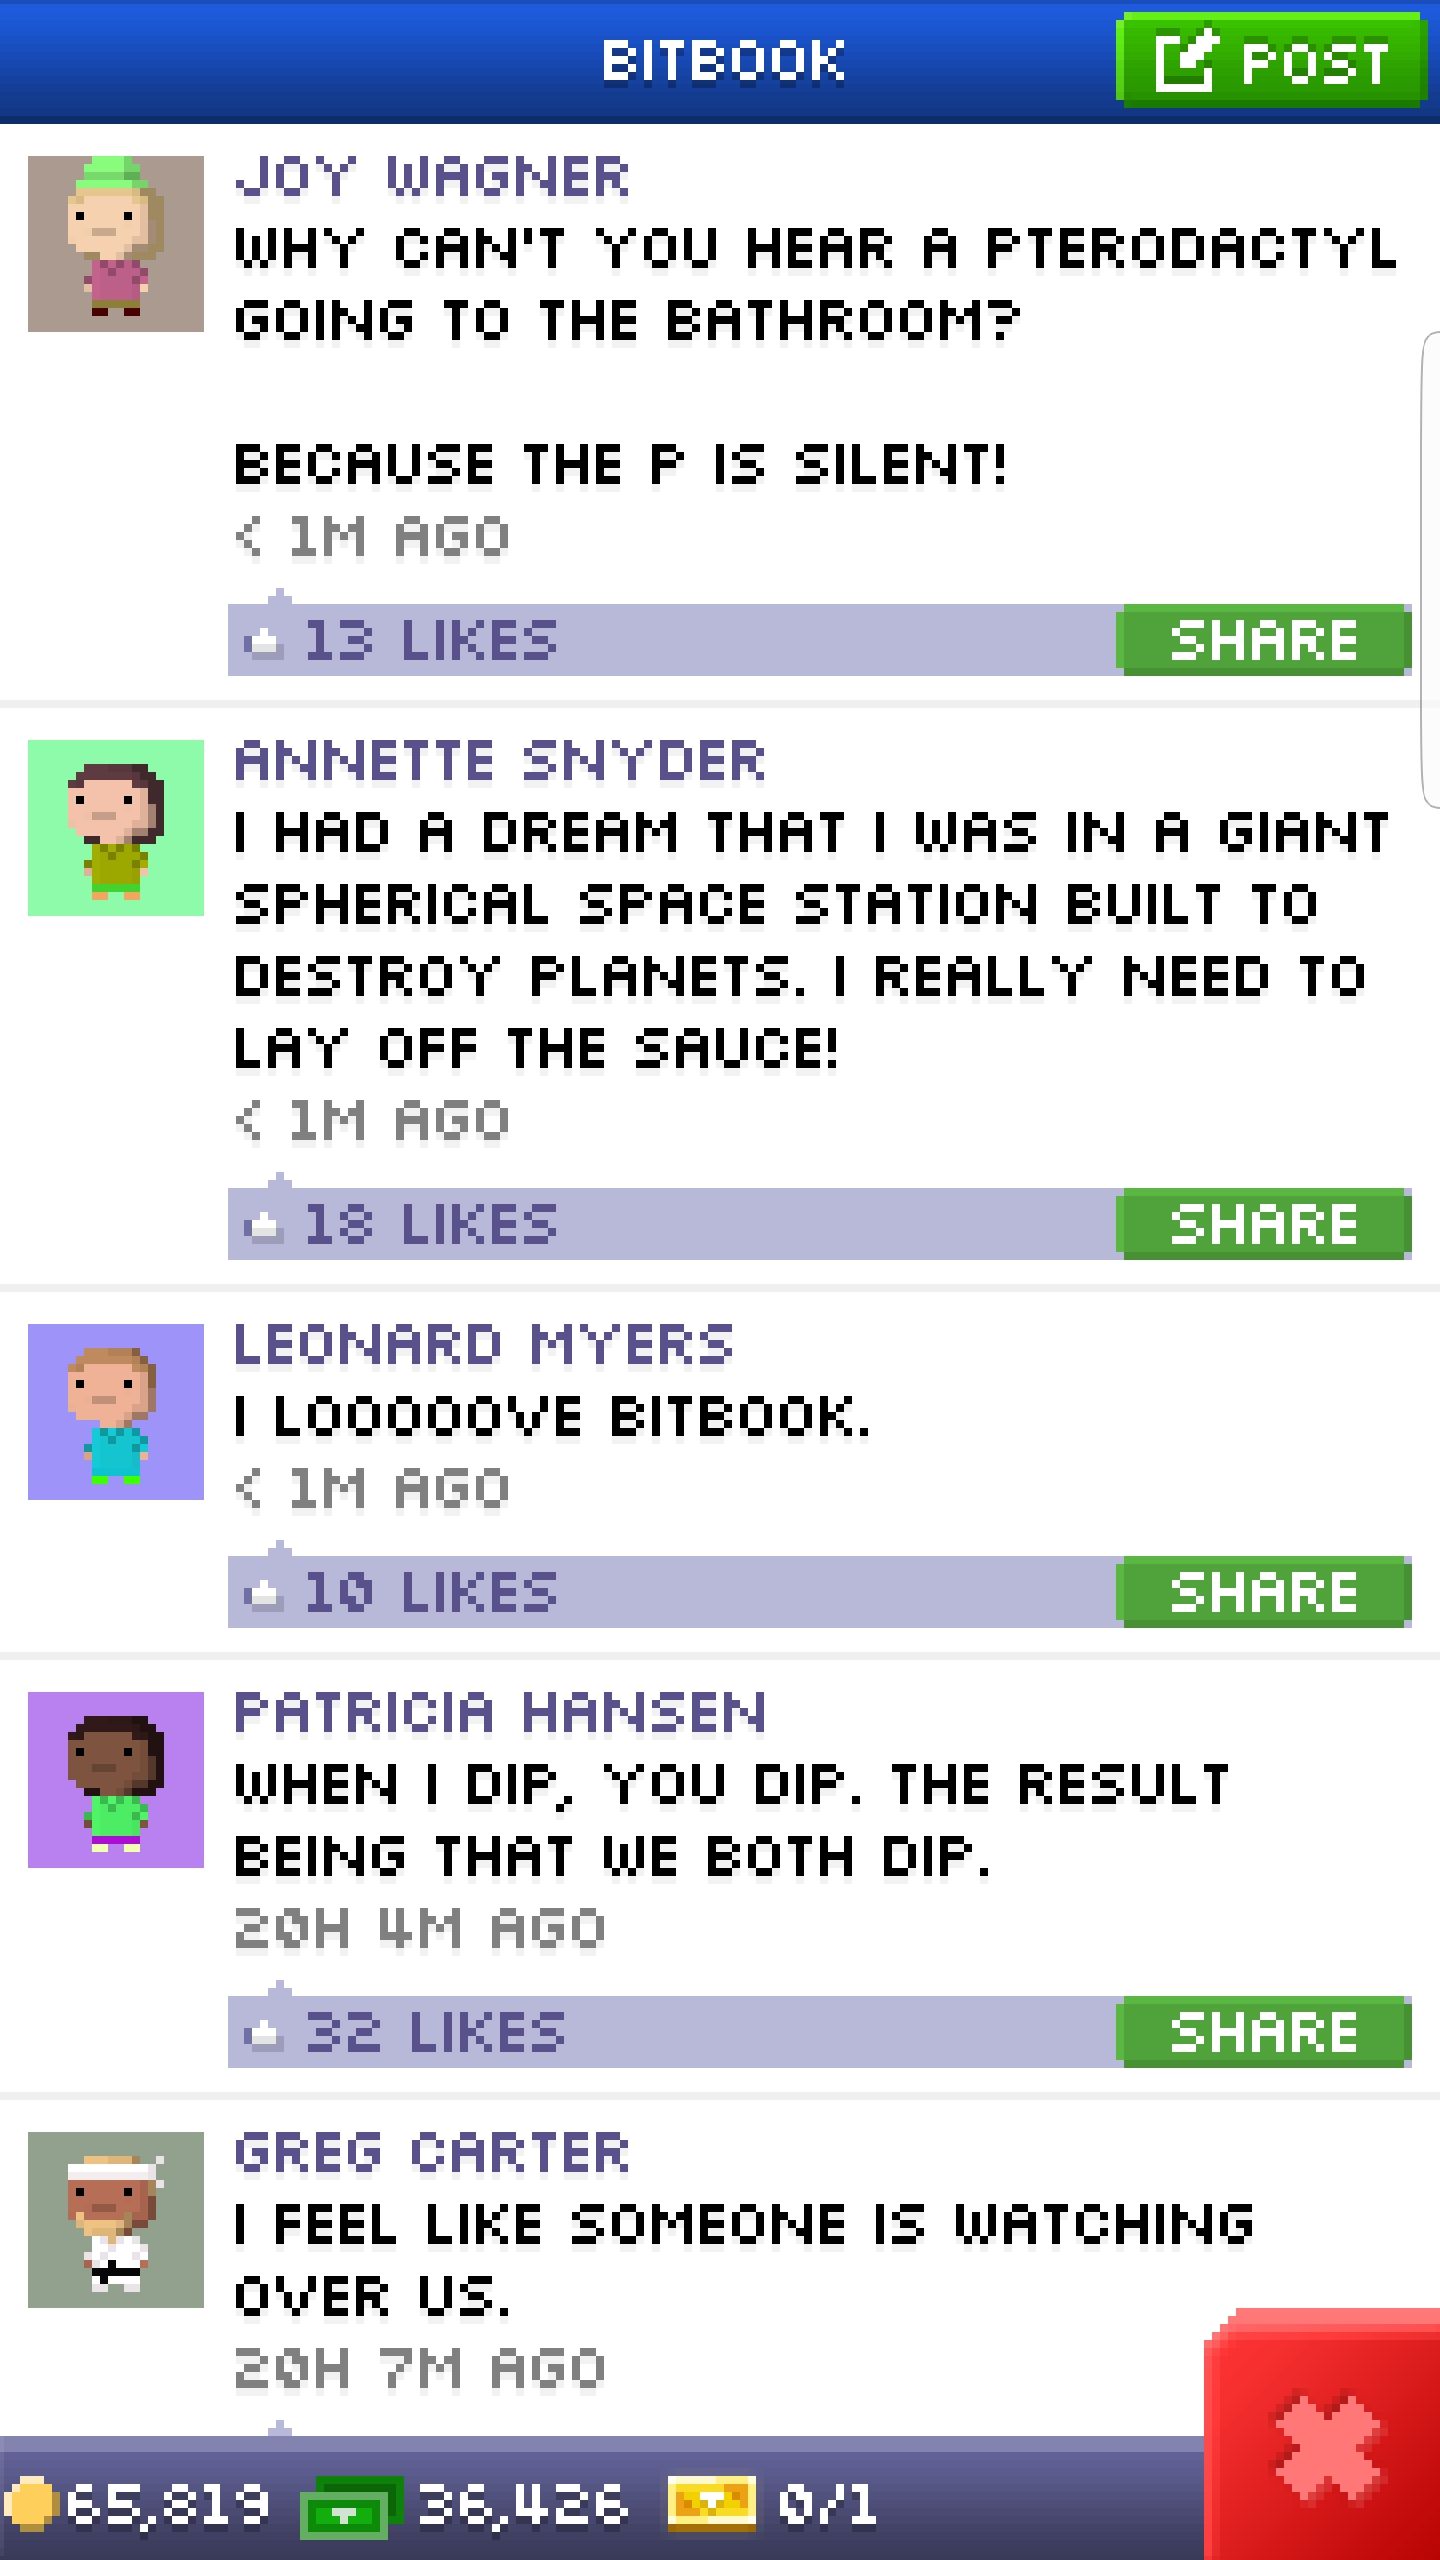 BITBOOK
POST
JOY WAGNER
WHY CAN'T YOU HEAR A PTERODACTYL
GOING TO THE BATHROOM?
BECAUSE THE P IS SILENT!
< 1M AGO
13 LIKES
SHARE
ANNETTE SNYDER
I HAD A DREAM THAT I WAS IN A GIANT
SPHERICAL SPACE STATION BUILT TO
DESTROY PLANETS. I REALLY NEED TO
LAY OFF THE SAUCE!
< 1M AGO
18 LIKES
SHARE
LEONARD MYERS
I LOOOOOVE BITBOOK.
< 1M AGO
10 LIKES
SHARE
PATRICIA HANSEN
WHEN I DIP, YOU DIP. THE RESULT
BEING THAT WE BOTH DIP.
20H 4M AGO
32 LIKES
SHARE
GREG CARTER
I FEEL LIKE SOMEONE IS WATCHING
OVER US.
20H 7M AGO
65,819 36,426 0/1